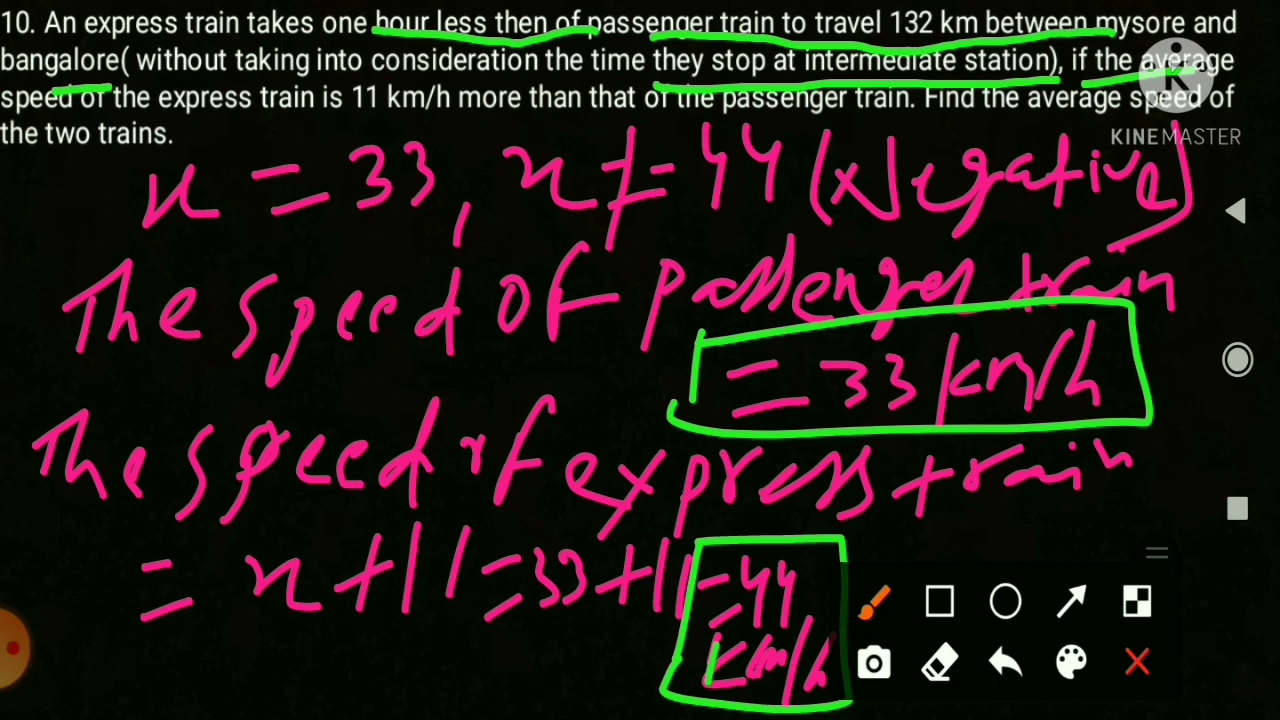 10. An express train takes one hour less then of passenger train to travel 132 km between mysore and
bangalore( without taking into consideration the time they stop at intermediate station), if the average
speed of the express train is 11 km/h more than that of the passenger train. Find the average speed of
the two trains.
KINEMASTER
x = 33, x ≠ -44 (x Negative)
The speed of passenger train
= 33 km/h
The speed of express train
= x + 11 = 33 + 11 = 44
km/h